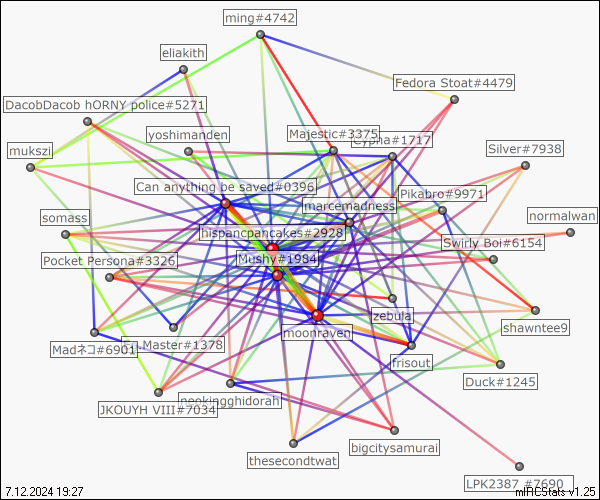 ming#4742
eliakith
Fedora Stoat#4479
DacobDacob hORNY police#5271
yoshimanden
Majestic#3375
Cypha#1717
mukszi
Silver#7938
Can anything be saved#0396
Pikabro#9971
marcemadness
somass
normalwan
hispancpancakes#2928
Swirly Boi#6154
Pocket Persona#3326
Mushy#1984
zebula
shawntee9
moonraven
Madネコ#6901
Master#1378
frisout
Duck#1245
JKOUYH VIII#7034
neokingghidorah
bigcitysamurai
thesecondtwat
LPK2387 #7690
7.12.2024 19:27
mIRCStats v1.25